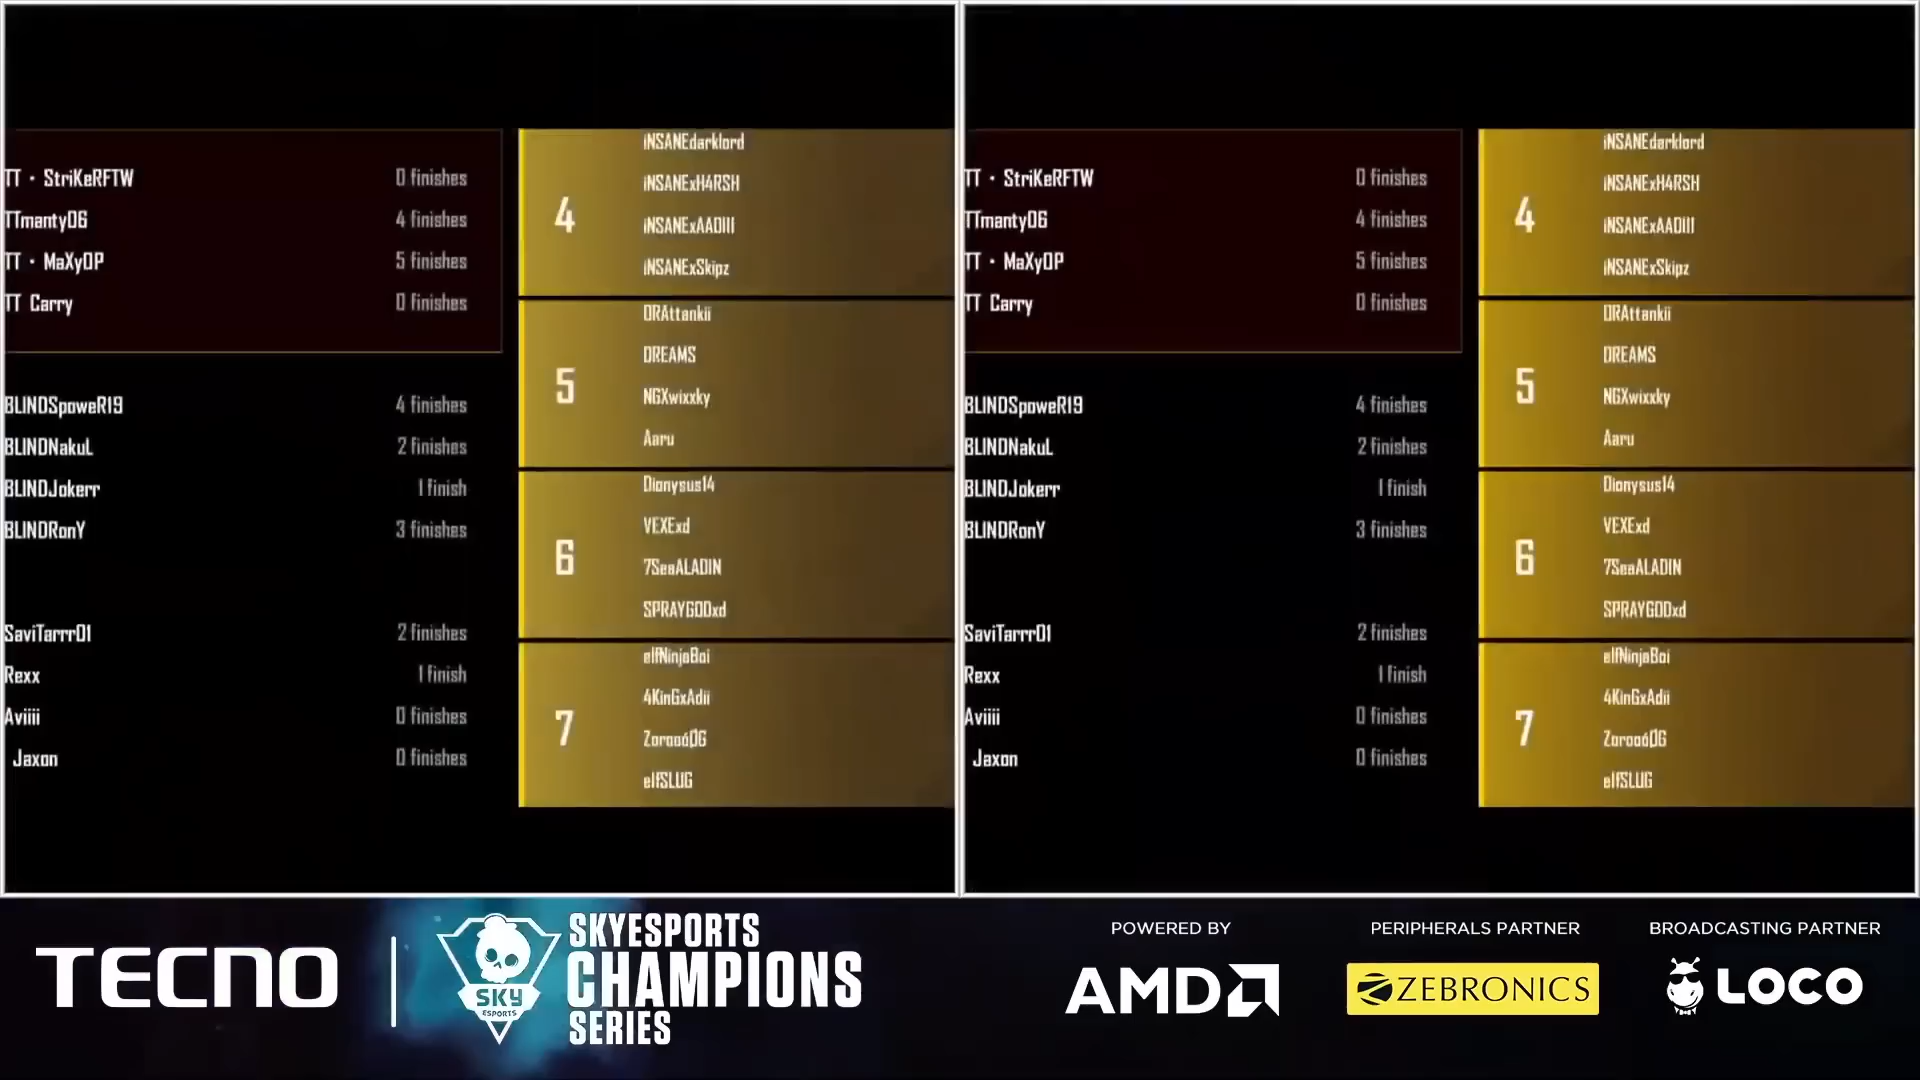 TT · StriKeRFTW 0 finishes
TTmanty06 4 finishes
TT · MaXyOP 5 finishes
TT Carry 0 finishes
BLINDSpoweR19 4 finishes
BLINDNakuL 2 finishes
BLINDJokerr 1 finish
BLINDRonY 3 finishes
SaviTarrr01 2 finishes
Rexx 1 finish
Aviiii 0 finishes
Jaxon 0 finishes
4
iNSANEdarklord
iNSANExH4RSH
iNSANExAADIII
iNSANExSkipz
5
DRAttankii
DREAMS
NGXwixxky
Aaru
6
Dionysus14
VEXExd
7SeaALADIN
SPRAYGODxd
7
elfNinjaBoi
4KinGxAdii
elfSLUG
TT · StriKeRFTW 0 finishes
TTmanty06 4 finishes
TT · MaXyOP 5 finishes
TT Carry 0 finishes
BLINDSpoweR19 4 finishes
BLINDNakuL 2 finishes
BLINDJokerr 1 finish
BLINDRonY 3 finishes
SaviTarrr01 2 finishes
Rexx 1 finish
Aviiii 0 finishes
Jaxon 0 finishes
4
iNSANEdarklord
iNSANExH4RSH
iNSANExAADIII
iNSANExSkipz
5
DRAttankii
DREAMS
NGXwixxky
Aaru
6
Dionysus14
VEXExd
7SeaALADIN
SPRAYGODxd
7
elfNinjaBoi
4KinGxAdii
elfSLUG
TECNO
SKY
ESPORTS
SKYESPORTS
CHAMPIONS
SERIES
POWERED BY
AMD
PERIPHERALS PARTNER
ZEBRONICS
BROADCASTING PARTNER
LOCO